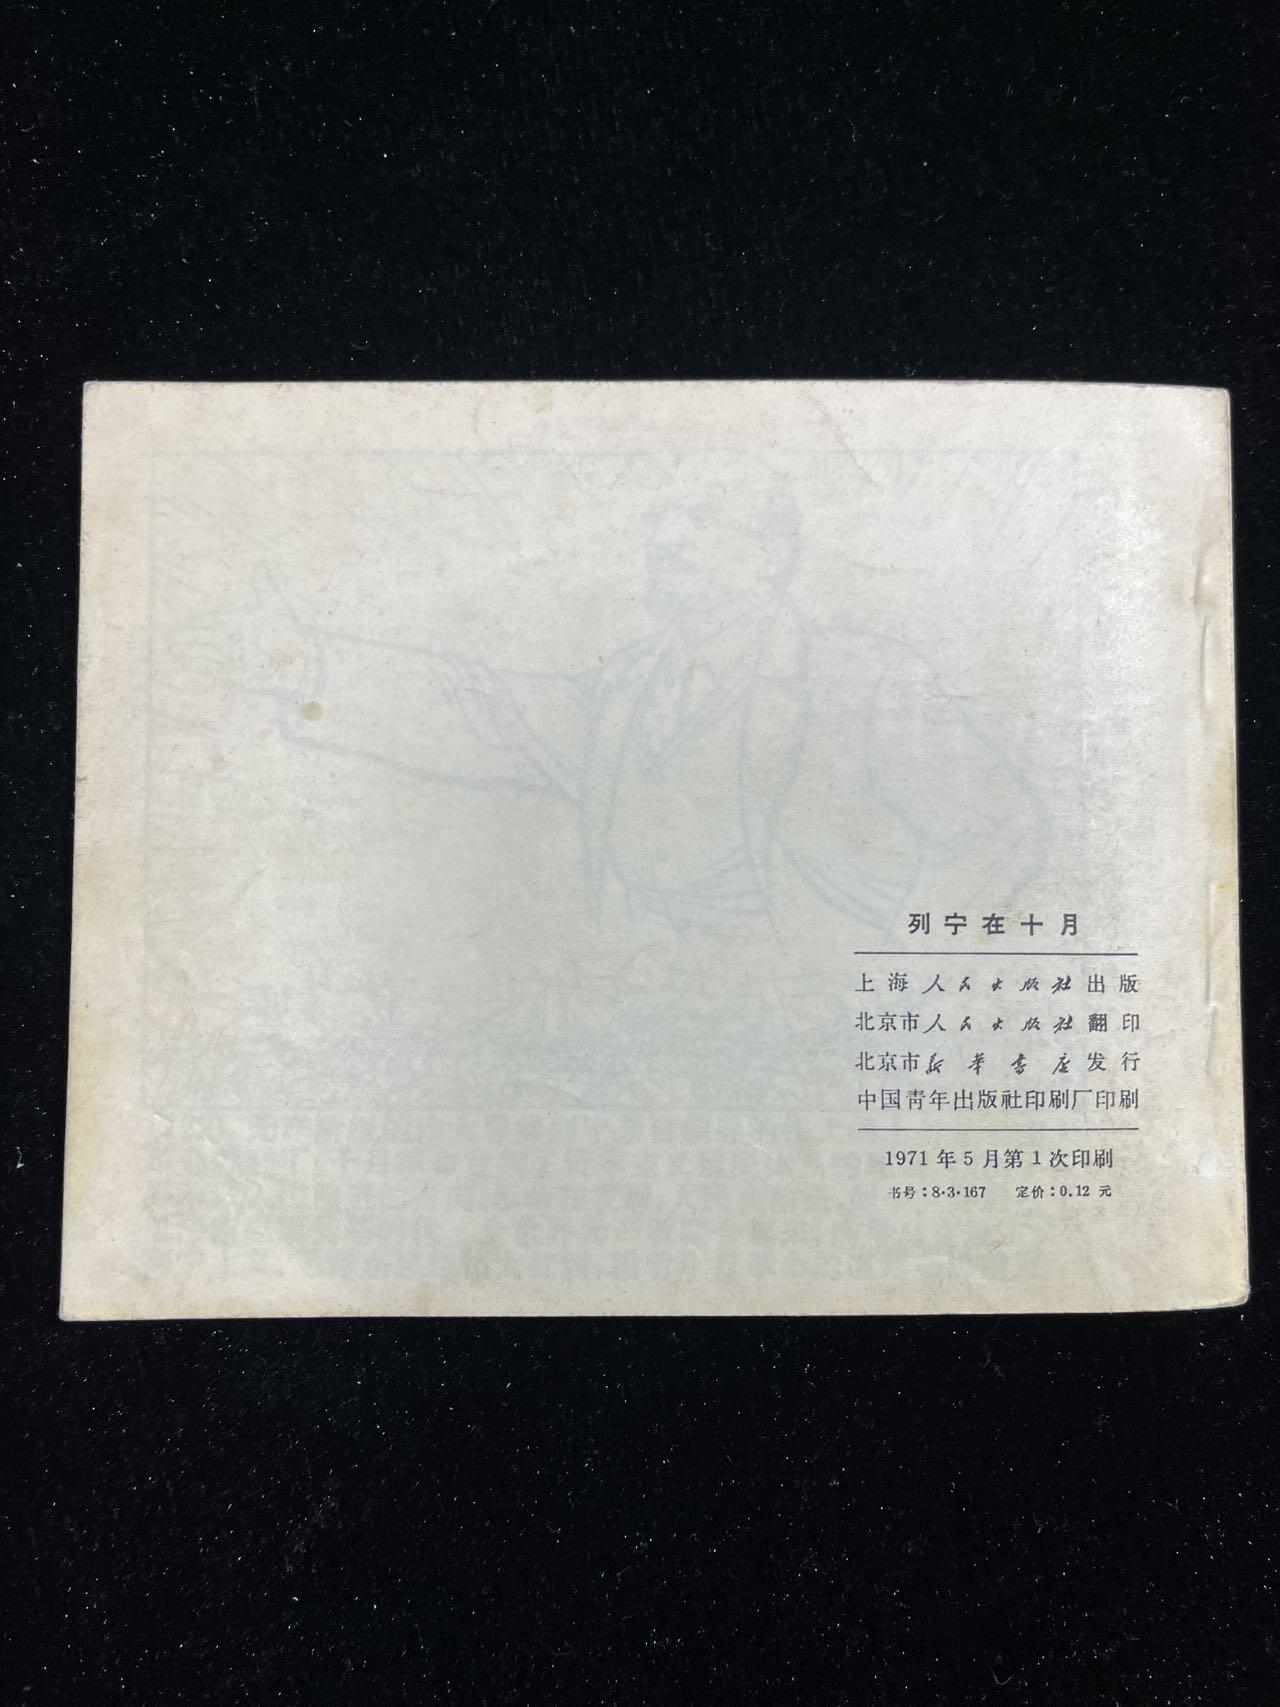 列宁在十月
上海人民出版社出版
北京市人民出版社翻印
北京市新华书店发行
中国青年出版社印刷厂印刷
1971年5月第1次印刷
书号：8·3·167 定价：0.12元